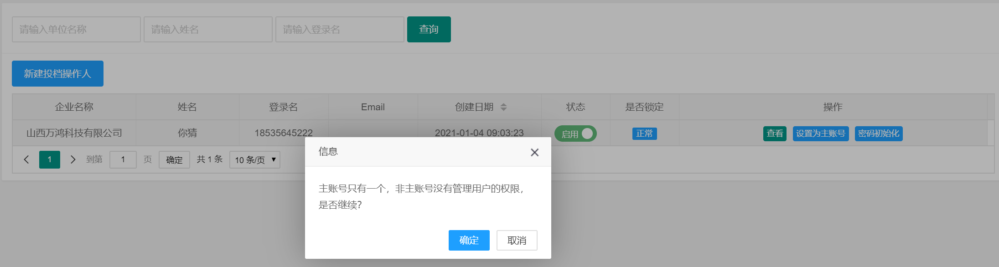 请输入单位名称 请输入姓名 请输入登录名 查询
新建投档操作人
企业名称 姓名 登录名 Email 创建日期 状态 是否锁定 操作
山西万鸿科技有限公司 你猜 18535645222 2021-01-04 09:03:23 启用 正常 查看 设置为主账号 密码初始化
1 到第 1 页 确定 共 1 条 10 条/页
信息
主账号只有一个，非主账号没有管理用户的权限，
是否继续？
确定 取消